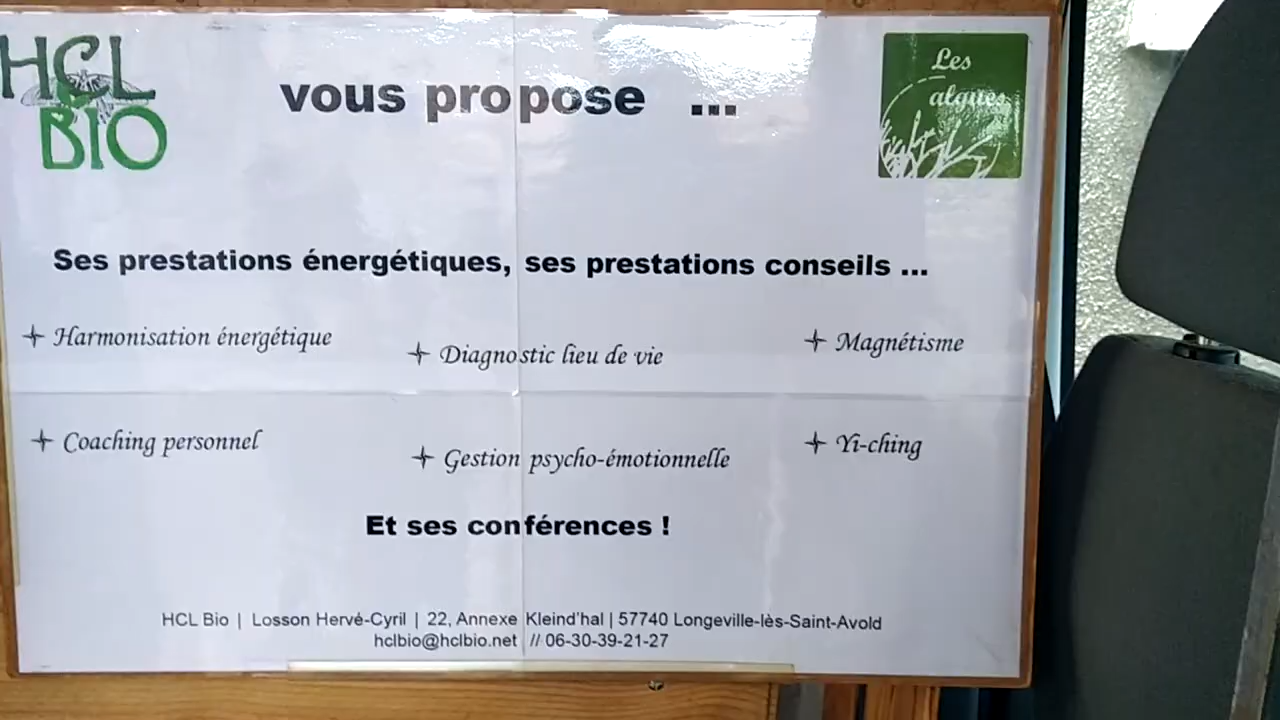 HCL
BIO
vous propose ...
Les
algues
Ses prestations énergétiques, ses prestations conseils ...
Harmonisation énergétique
Diagnostic lieu de vie
Magnétisme
Coaching personnel
Gestion psycho-émotionnelle
Yi-ching
Et ses conférences !
HCL Bio | Losson Hervé-Cyril | 22, Annexe Kleind'hal | 57740 Longeville-lès-Saint-Avold
hclbio@hclbio.net // 06-30-39-21-27